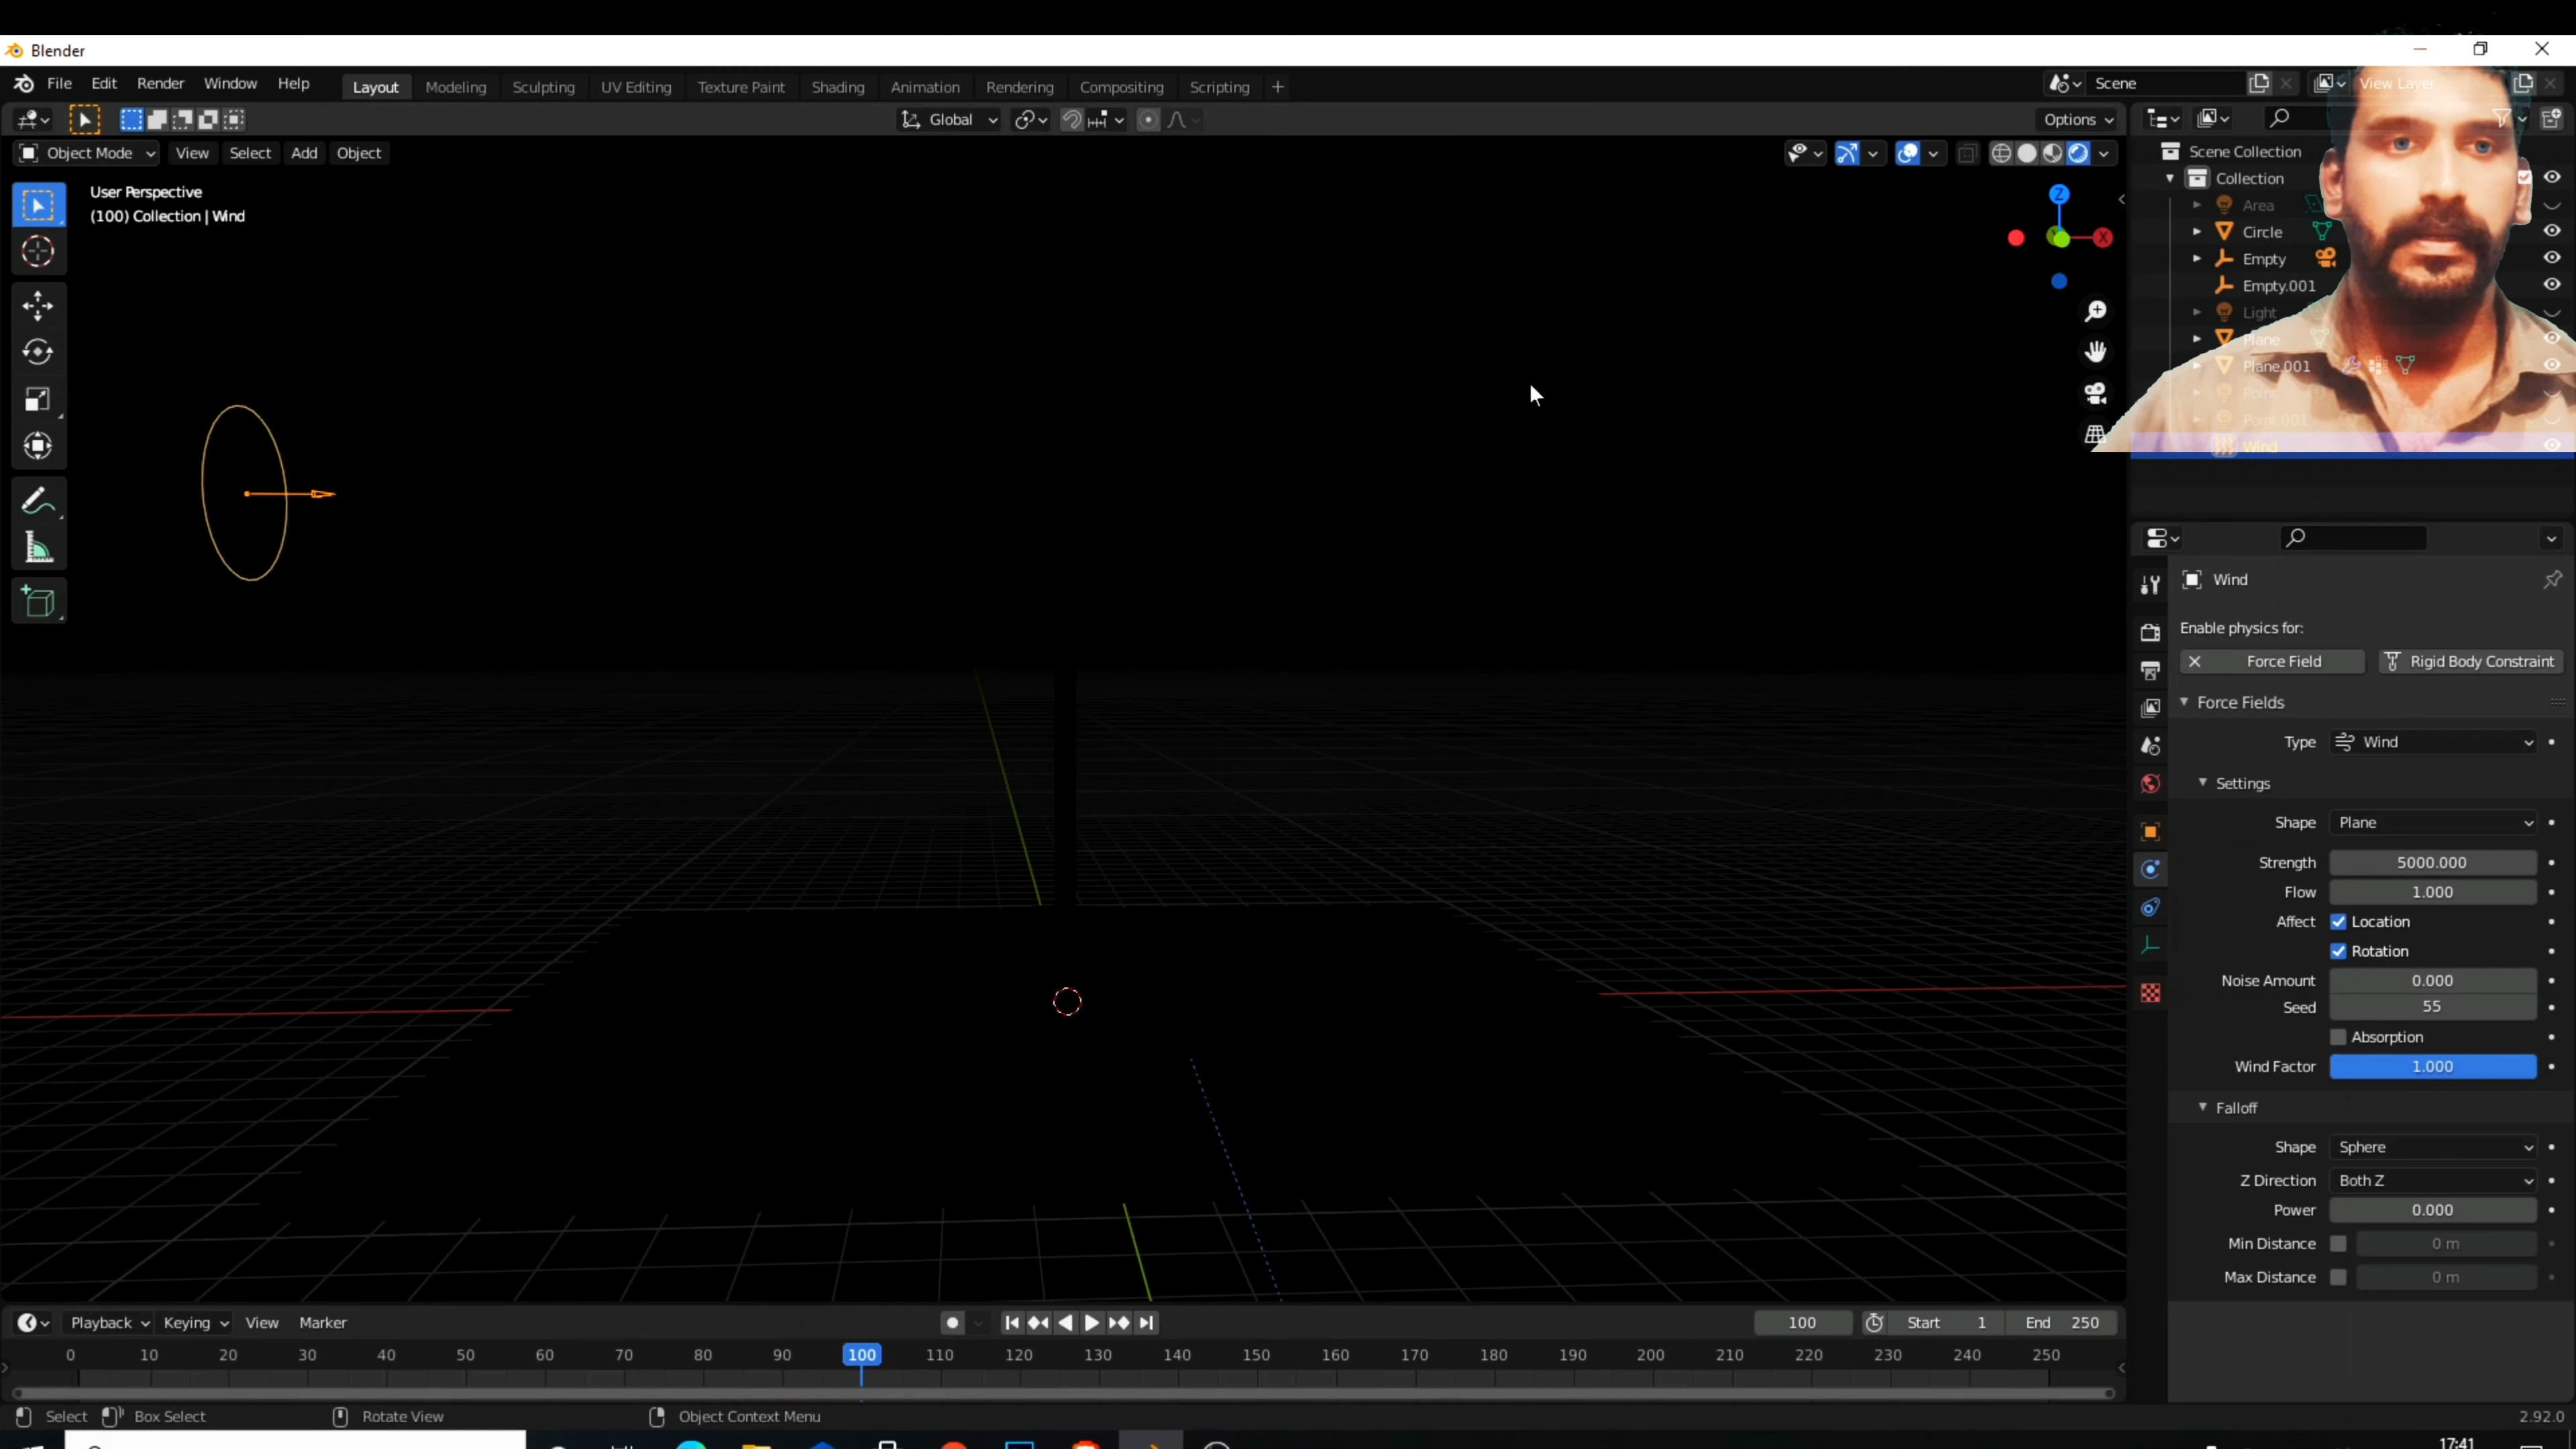 Blender
File Edit Render Window Help Layout Modeling Sculpting UV Editing Texture Paint Shading Animation Rendering Compositing Scripting + Scene View Layer
Global Options
Object Mode View Select Add Object
User Perspective
(100) Collection | Wind
Z
X
Scene Collection
Collection
Area
Circle
Empty
Empty.001
Light
Plane
Plane.001
Point
Point.001
Wind
Wind
Enable physics for:
Force Field Rigid Body Constraint
Force Fields
Type Wind
Settings
Shape Plane
Strength 5000.000
Flow 1.000
Affect Location
Rotation
Noise Amount 0.000
Seed 55
Absorption
Wind Factor 1.000
Falloff
Shape Sphere
Z Direction Both Z
Power 0.000
Min Distance 0 m
Max Distance 0 m
Playback Keying View Marker 100 Start 1 End 250
0 10 20 30 40 50 60 70 80 90 100 110 120 130 140 150 160 170 180 190 200 210 220 230 240 250
Select Box Select Rotate View Object Context Menu 2.92.0
17:41